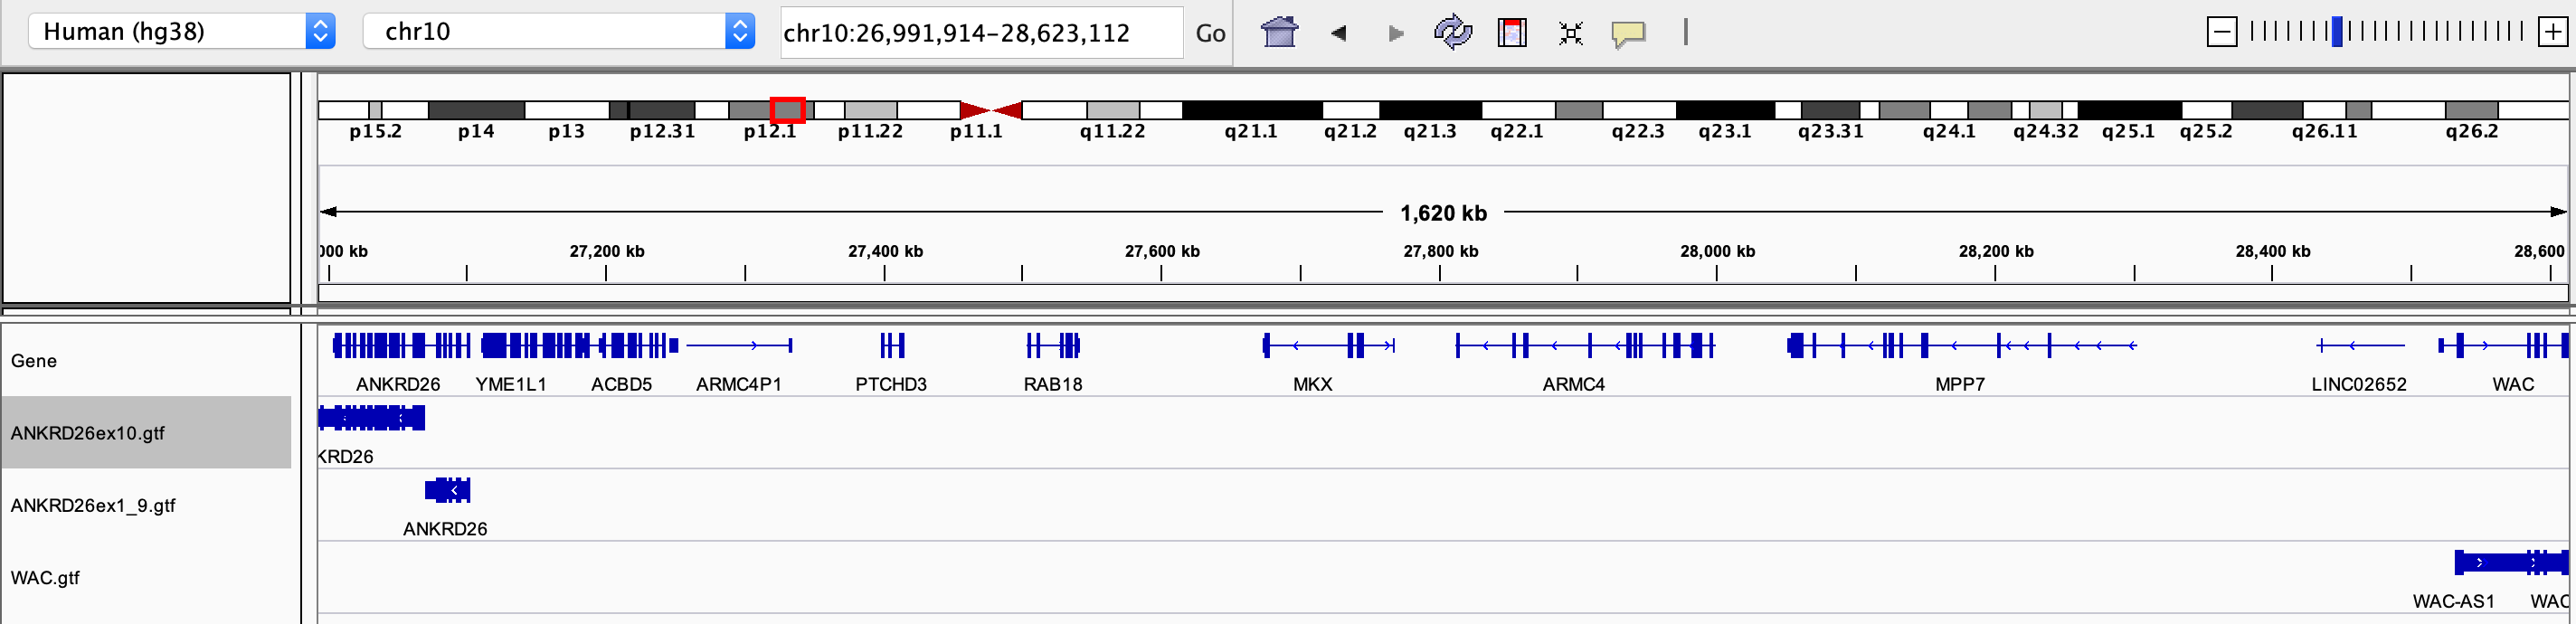 Human (hg38) chr10 chr10:26,991,914-28,623,112 Go
p15.2 p14 p13 p12.31 p12.1 p11.22 p11.1 q11.22 q21.1 q21.2 q21.3 q22.1 q22.3 q23.1 q23.31 q24.1 q24.32 q25.1 q25.2 q26.11 q26.2
1,620 kb
000 kb 27,200 kb 27,400 kb 27,600 kb 27,800 kb 28,000 kb 28,200 kb 28,400 kb 28,600
Gene
ANKRD26 YME1L1 ACBD5 ARMC4P1 PTCHD3 RAB18 MKX ARMC4 MPP7 LINC02652 WAC
ANKRD26ex10.gtf
KRD26
ANKRD26ex1_9.gtf
ANKRD26
WAC.gtf
WAC-AS1 WAC